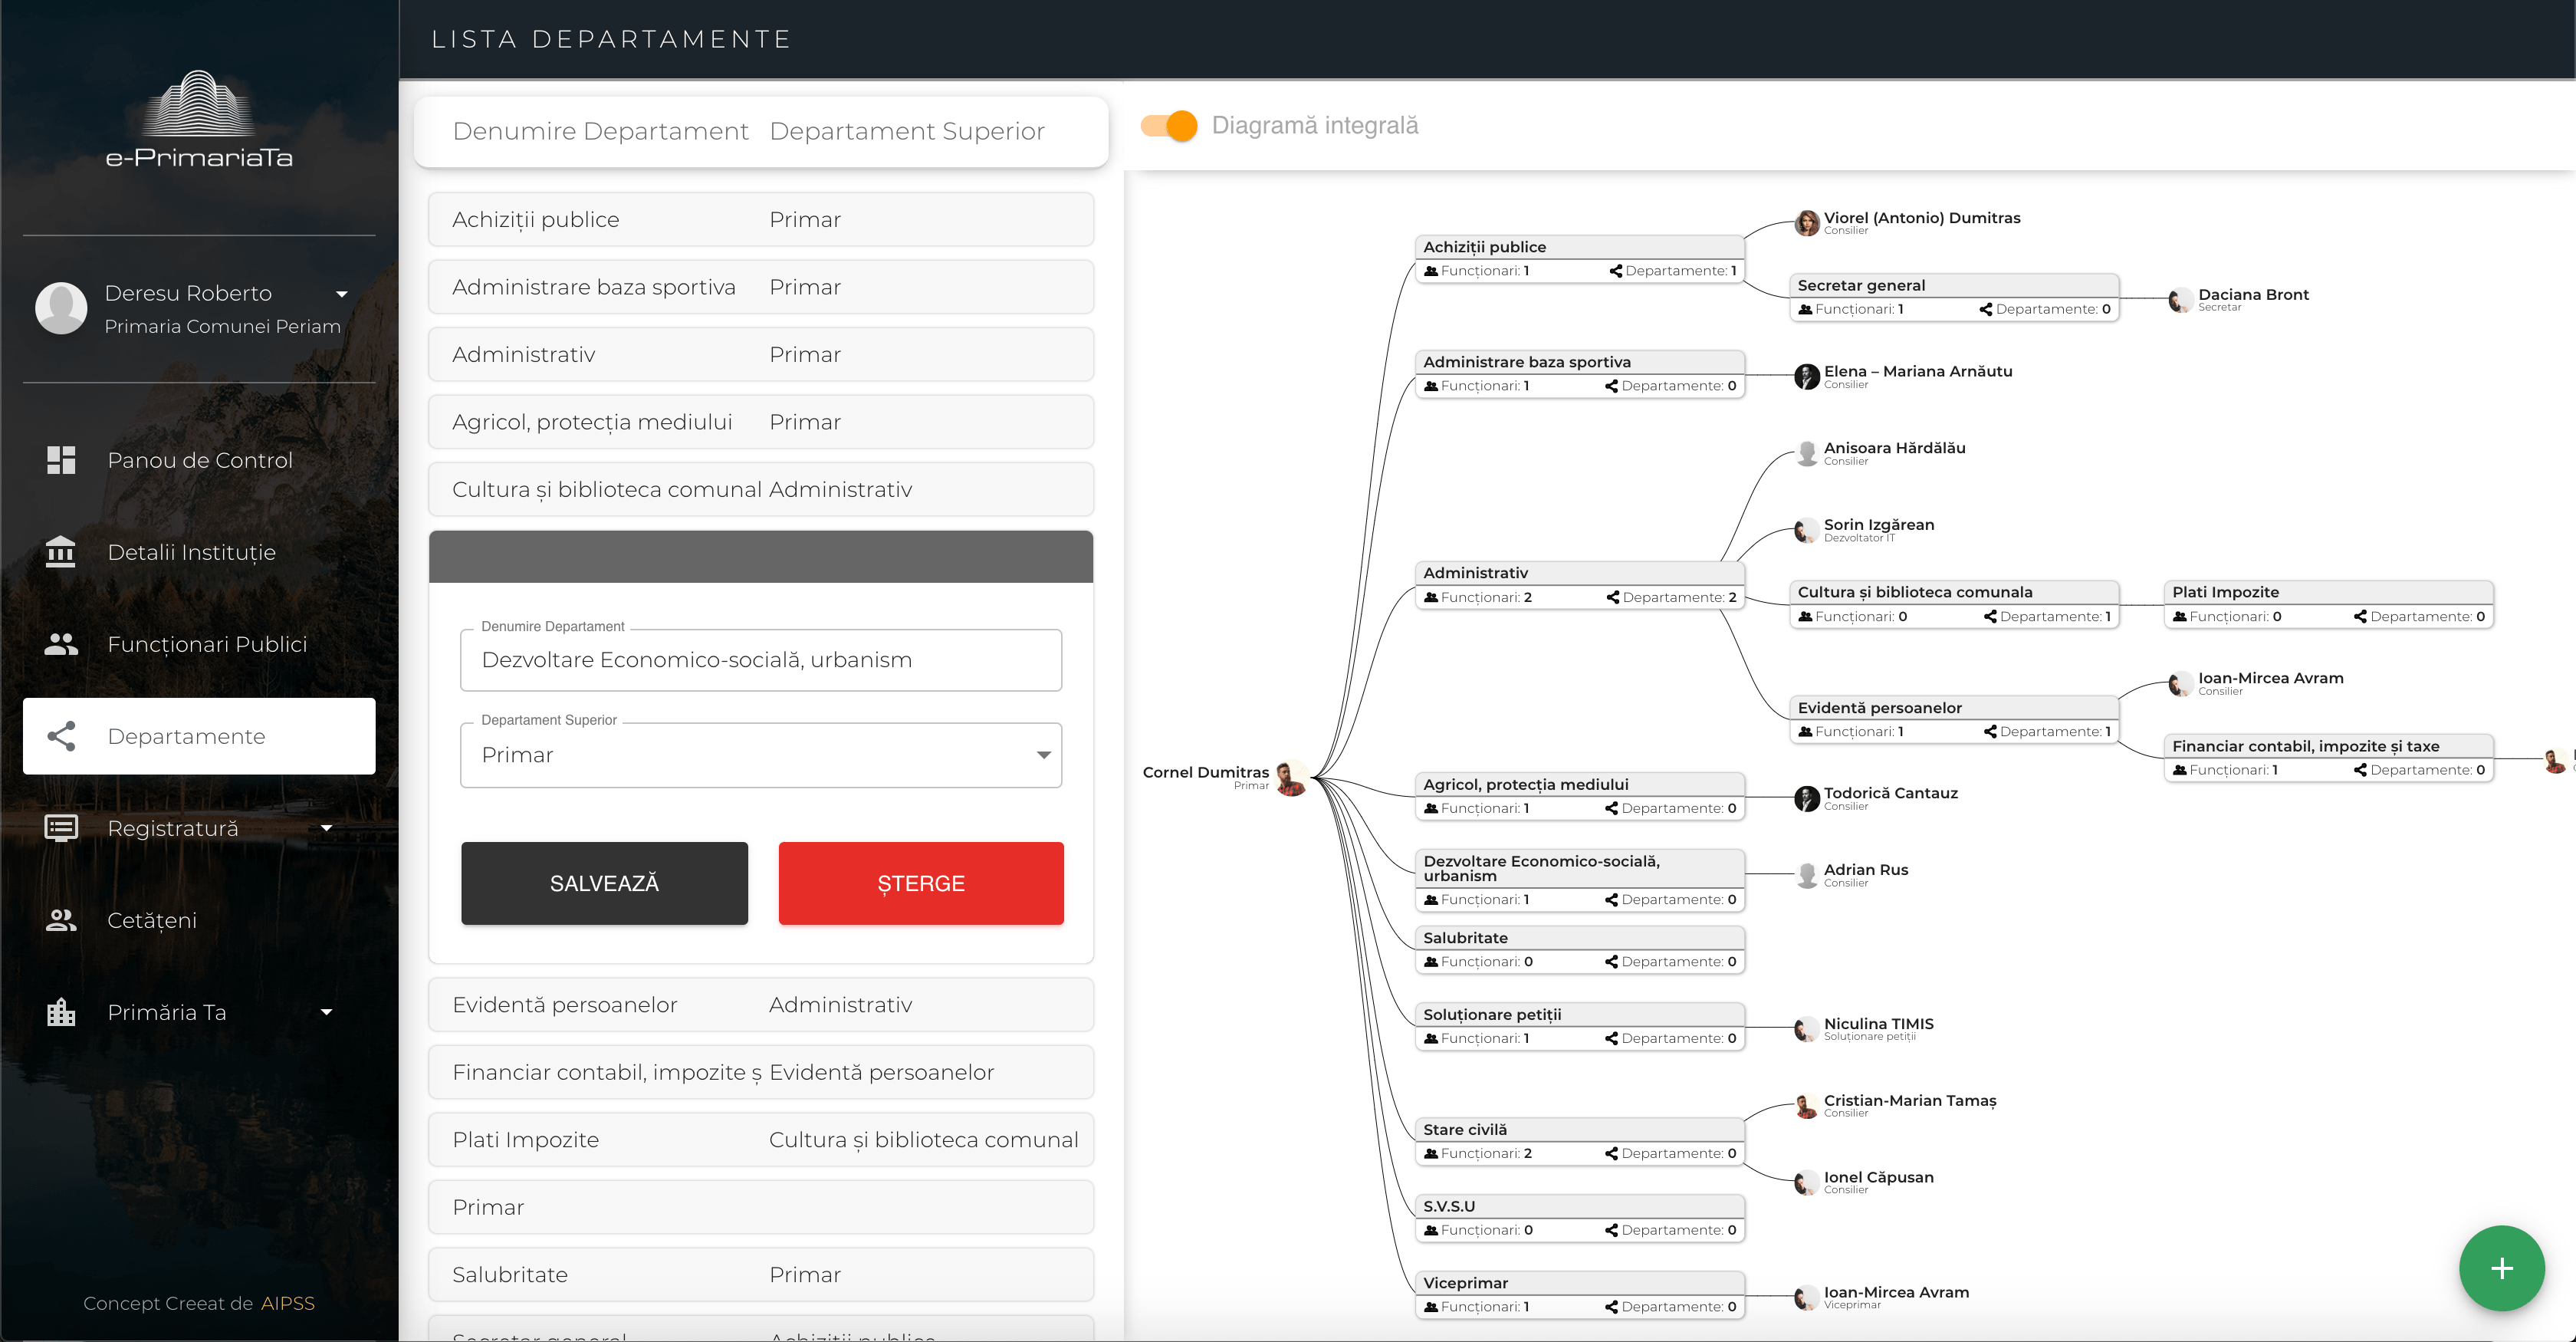 e-PrimariaTa
Deresu Roberto
Primaria Comunei Periam
Panou de Control
Detalii Instituție
Funcționari Publici
Departamente
Registratură
Cetățeni
Primăria Ta
Concept Creeat de AIPSS
LISTA DEPARTAMENTE
Denumire Departament Departament Superior
Achiziții publice Primar
Administrare baza sportiva Primar
Administrativ Primar
Agricol, protecția mediului Primar
Cultura și biblioteca comunal Administrativ
Denumire Departament
Dezvoltare Economico-socială, urbanism
Departament Superior
Primar
SALVEAZĂ ȘTERGE
Evidentă persoanelor Administrativ
Financiar contabil, impozite ș Evidentă persoanelor
Plati Impozite Cultura și biblioteca comunal
Primar
Salubritate Primar
Secretar general Achiziții publice
Diagramă integrală
Cornel Dumitras
Primar
Achiziții publice
Funcționari: 1 Departamente: 1
Viorel (Antonio) Dumitras
Consilier
Secretar general
Funcționari: 1 Departamente: 0
Daciana Bront
Secretar
Administrare baza sportiva
Funcționari: 1 Departamente: 0
Elena – Mariana Arnăutu
Consilier
Administrativ
Funcționari: 2 Departamente: 2
Anisoara Hărdălău
Consilier
Sorin Izgărean
Dezvoltator IT
Cultura și biblioteca comunala
Funcționari: 0 Departamente: 1
Plati Impozite
Funcționari: 0 Departamente: 0
Evidentă persoanelor
Funcționari: 1 Departamente: 1
Ioan-Mircea Avram
Consilier
Financiar contabil, impozite și taxe
Funcționari: 1 Departamente: 0
Agricol, protecția mediului
Funcționari: 1 Departamente: 0
Todorică Cantauz
Consilier
Dezvoltare Economico-socială,
urbanism
Funcționari: 1 Departamente: 0
Adrian Rus
Consilier
Salubritate
Funcționari: 0 Departamente: 0
Soluționare petiții
Funcționari: 1 Departamente: 0
Niculina TIMIS
Soluționare petiții
Stare civilă
Funcționari: 2 Departamente: 0
Cristian-Marian Tamaș
Consilier
Ionel Căpusan
Consilier
S.V.S.U
Funcționari: 0 Departamente: 0
Viceprimar
Funcționari: 1 Departamente: 0
Ioan-Mircea Avram
Viceprimar